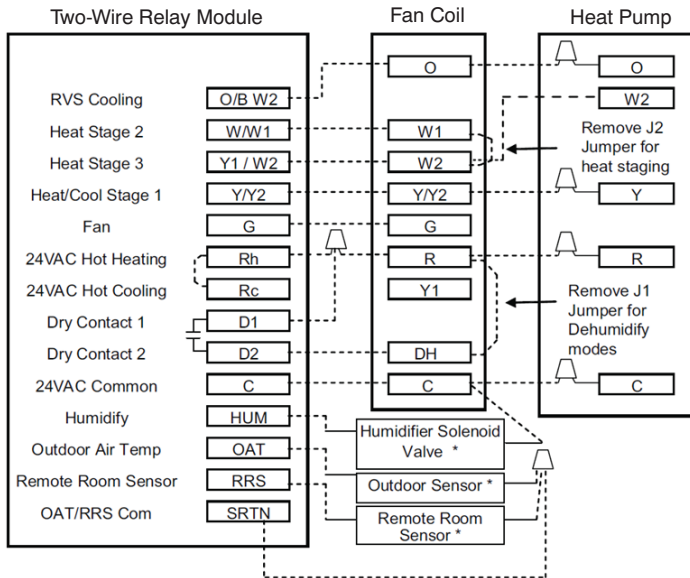 Two-Wire Relay Module
Fan Coil
Heat Pump
O
O
RVS Cooling
O/B W2
W2
Heat Stage 2
W/W1
W1
Remove J2
Jumper for
heat staging
Heat Stage 3
Y1 / W2
W2
Heat/Cool Stage 1
Y/Y2
Y/Y2
Y
Fan
G
G
24VAC Hot Heating
Rh
R
R
24VAC Hot Cooling
Rc
Y1
Remove J1
Jumper for
Dehumidify
modes
Dry Contact 1
D1
Dry Contact 2
D2
DH
24VAC Common
C
C
C
Humidify
HUM
Humidifier Solenoid
Valve *
Outdoor Air Temp
OAT
Outdoor Sensor *
Remote Room Sensor
RRS
Remote Room
Sensor *
OAT/RRS Com
SRTN